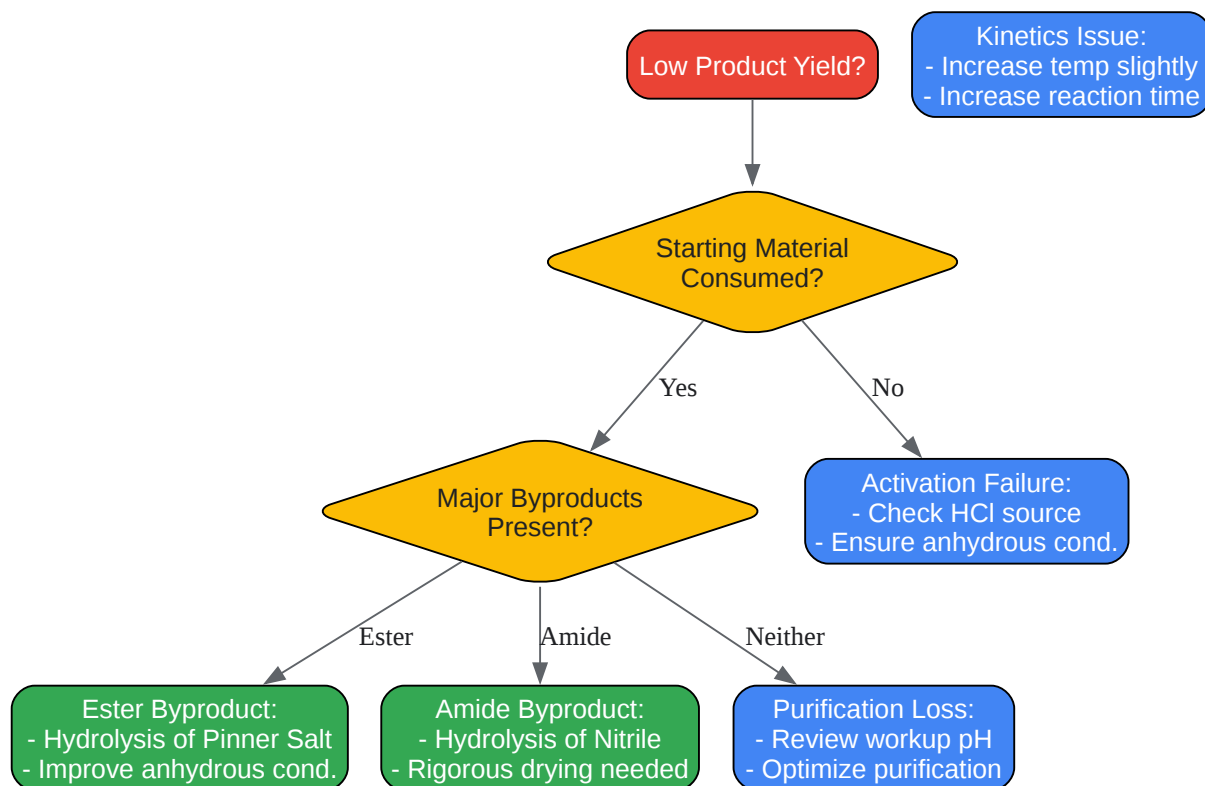 Low Product Yield?
Kinetics Issue:
- Increase temp slightly
- Increase reaction time
Starting Material
Consumed?
Yes
No
Major Byproducts
Present?
Activation Failure:
- Check HCl source
- Ensure anhydrous cond.
Ester
Amide
Neither
Ester Byproduct:
- Hydrolysis of Pinner Salt
- Improve anhydrous cond.
Amide Byproduct:
- Hydrolysis of Nitrile
- Rigorous drying needed
Purification Loss:
- Review workup pH
- Optimize purification